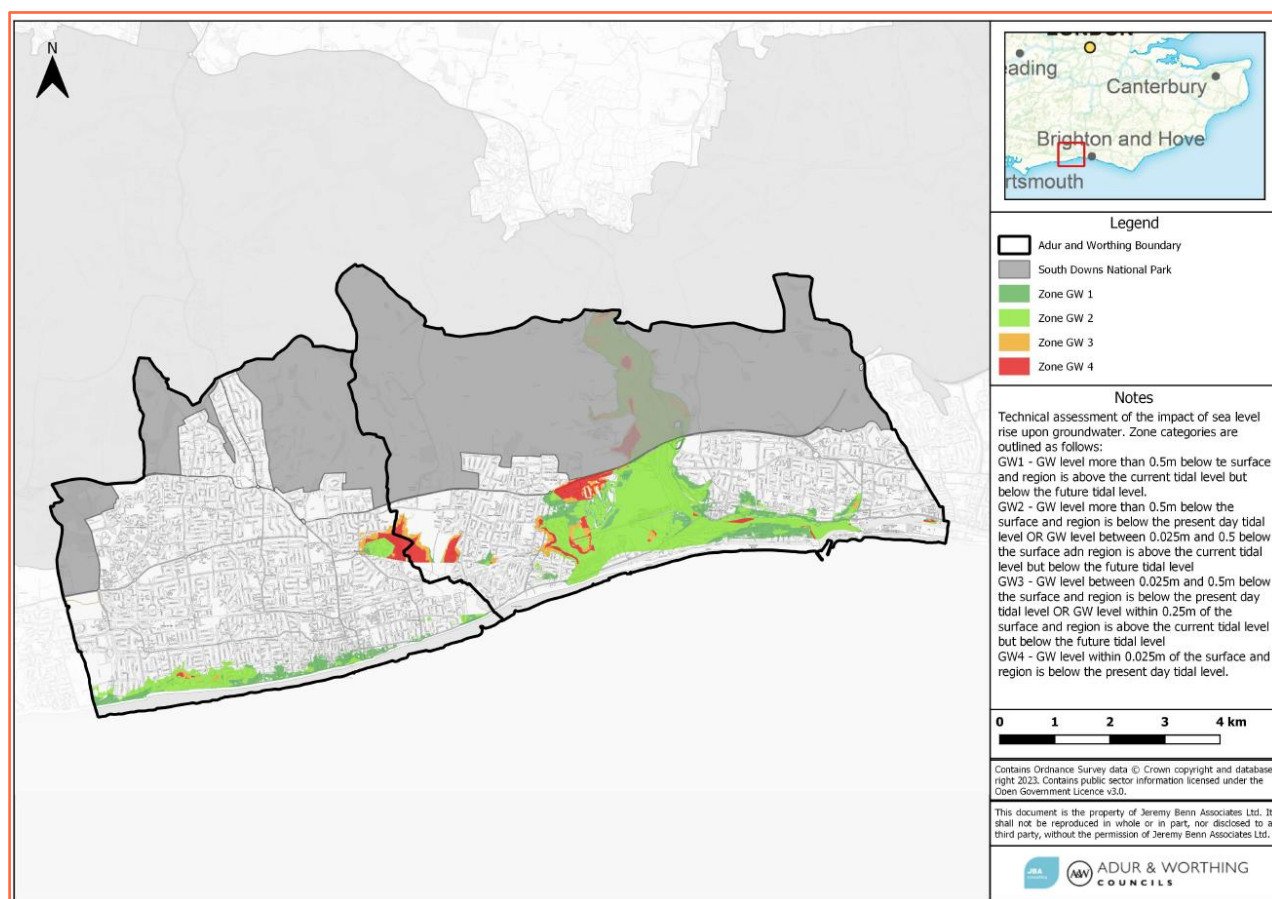 N
LONDON
eading
Canterbury
Brighton and Hove
rtsmouth
Legend
Adur and Worthing Boundary
South Downs National Park
Zone GW 1
Zone GW 2
Zone GW 3
Zone GW 4
Notes
Technical assessment of the impact of sea level
rise upon groundwater. Zone categories are
outlined as follows:
GW1 - GW level more than 0.5m below te surface
and region is above the current tidal level but
below the future tidal level.
GW2 - GW level more than 0.5m below the
surface and region is below the present day tidal
level OR GW level between 0.025m and 0.5 below
the surface adn region is above the current tidal
level but below the future tidal level
GW3 - GW level between 0.025m and 0.5m below
the surface and region is below the present day
tidal level OR GW level within 0.25m of the
surface and region is above the current tidal level
but below the future tidal level
GW4 - GW level within 0.025m of the surface and
region is below the present day tidal level.
0 1 2 3 4 km
Contains Ordnance Survey data © Crown copyright and database
right 2023. Contains public sector information licensed under the
Open Government Licence v3.0.
This document is the property of Jeremy Benn Associates Ltd. It
shall not be reproduced in whole or in part, nor disclosed to a
third party, without the permission of Jeremy Benn Associates Ltd.
JBA
A&W ADUR & WORTHING
COUNCILS